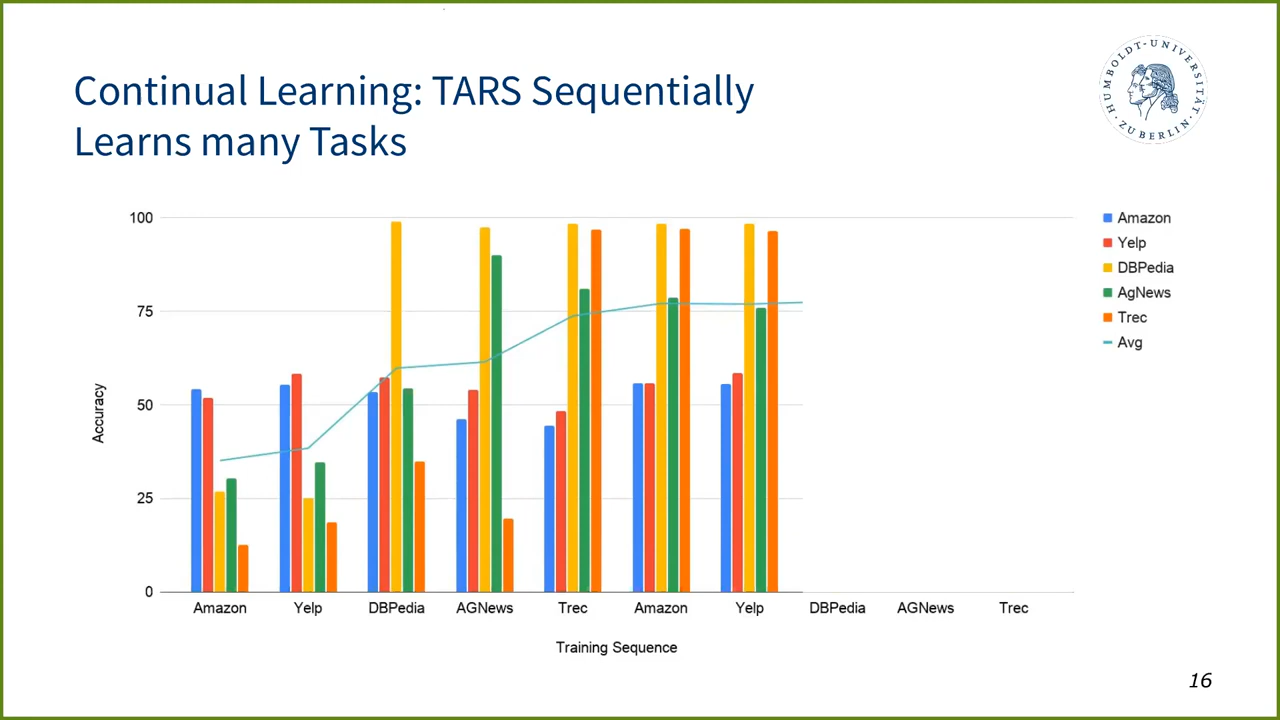 Continual Learning: TARS Sequentially
Learns many Tasks
HUMBOLDT-UNIVERSITÄT
ZU BERLIN
100
75
50
25
0
Accuracy
Amazon
Yelp
DBPedia
AgNews
Trec
Avg
Amazon Yelp DBPedia AGNews Trec Amazon Yelp DBPedia AGNews Trec
Training Sequence
16